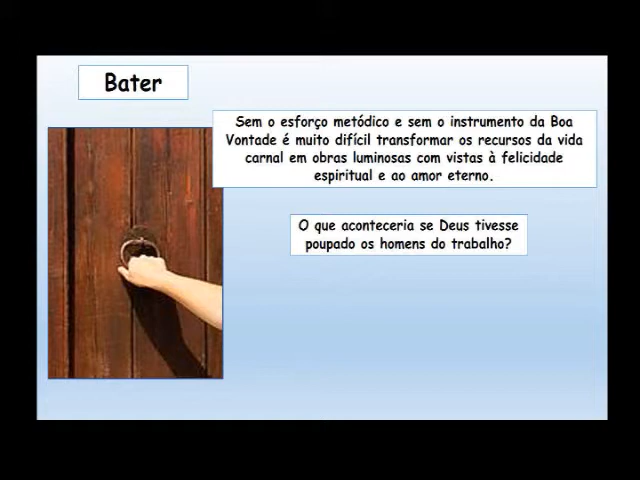 Bater
Sem o esforço metódico e sem o instrumento da Boa
Vontade é muito difícil transformar os recursos da vida
carnal em obras luminosas com vistas à felicidade
espiritual e ao amor eterno.
O que aconteceria se Deus tivesse
poupado os homens do trabalho?